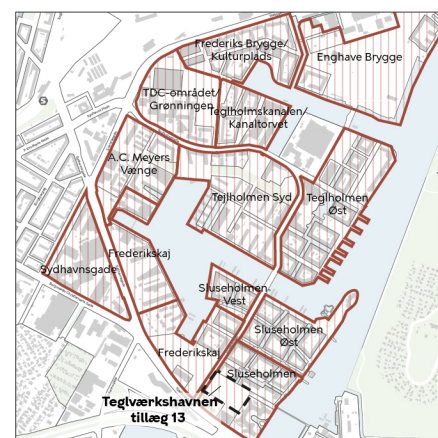 Frederiks Brygge/
Kulturplads
Enghave Brygge
TDC-området/
Grønningen
Teglholmskanalen/
Kanaltorvet
A.C. Meyers
Vænge
Tejlholmen Syd
Teglholmen
Øst
Frederikskaj
Sydhavnsgade
Sluseholmen
Vest
Sluseholmen
Øst
Frederikskaj
Sluseholmen
Teglværkshavnen
tillæg 13